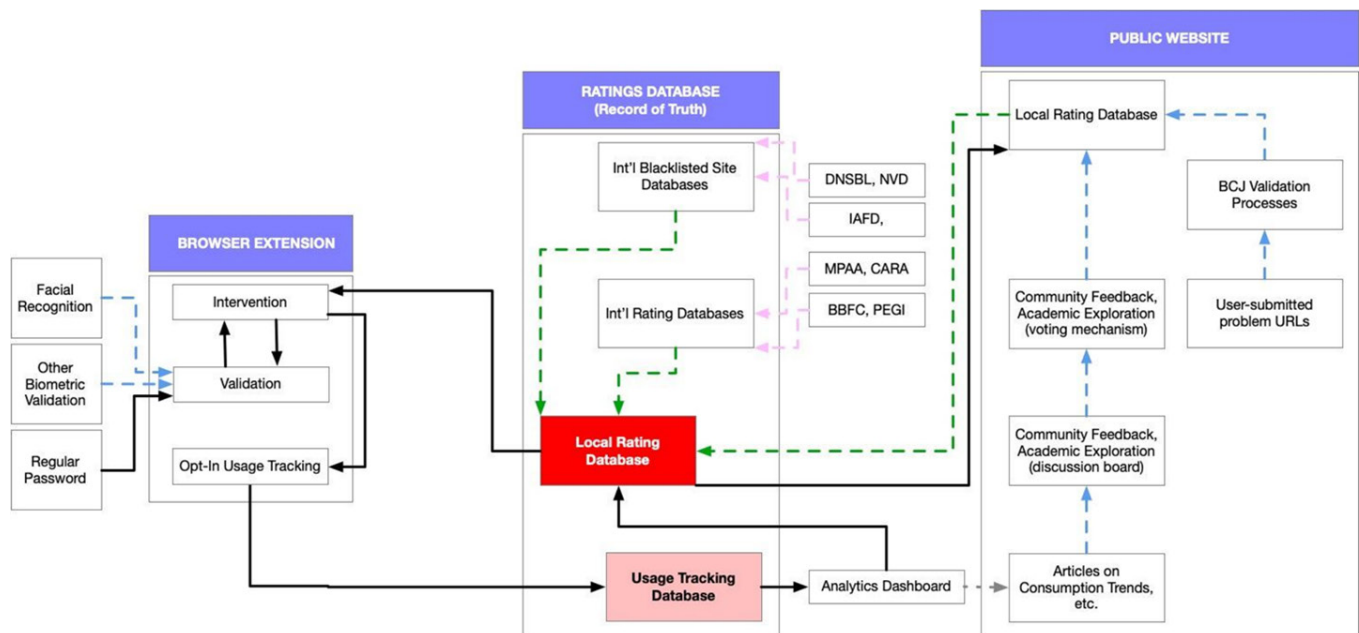 PUBLIC WEBSITE
RATINGS DATABASE
(Record of Truth)
Local Rating Database
Int'l Blacklisted Site
Databases
DNSBL, NVD
BCJ Validation
Processes
IAFD,
BROWSER EXTENSION
MPAA, CARA
Facial
Recognition
Intervention
Int'l Rating Databases
BBFC, PEGI
Community Feedback,
Academic Exploration
(voting mechanism)
User-submitted
problem URLs
Other
Biometric
Validation
Validation
Regular
Password
Opt-In Usage Tracking
Local Rating
Database
Community Feedback,
Academic Exploration
(discussion board)
Usage Tracking
Database
Analytics Dashboard
Articles on
Consumption Trends,
etc.